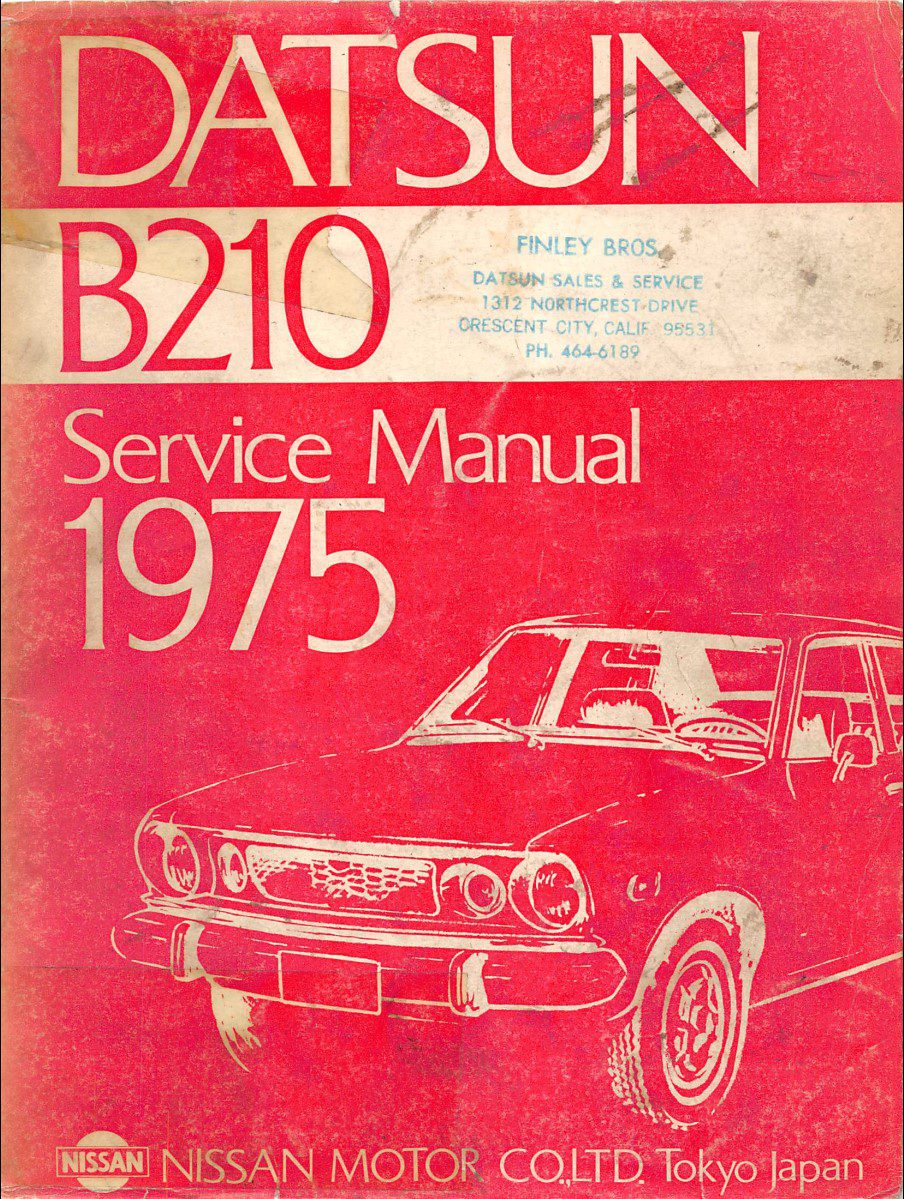 DATSUN
B210
FINLEY BROS.
DATSUN SALES & SERVICE
1312 NORTHCREST DRIVE
CRESCENT CITY, CALIF. 95531
PH. 464-6189
Service Manual
1975
NISSAN NISSAN MOTOR CO.,LTD. Tokyo Japan